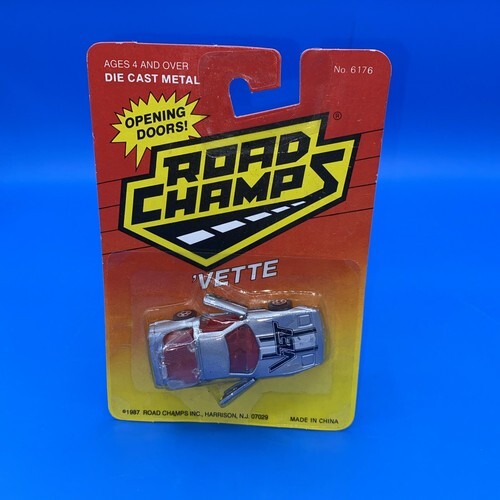 AGES 4 AND OVER
DIE CAST METAL
No. 6176
OPENING
DOORS!
ROAD
CHAMPS
®
'VETTE
VET
©1987 ROAD CHAMPS INC., HARRISON, N.J. 07029
MADE IN CHINA